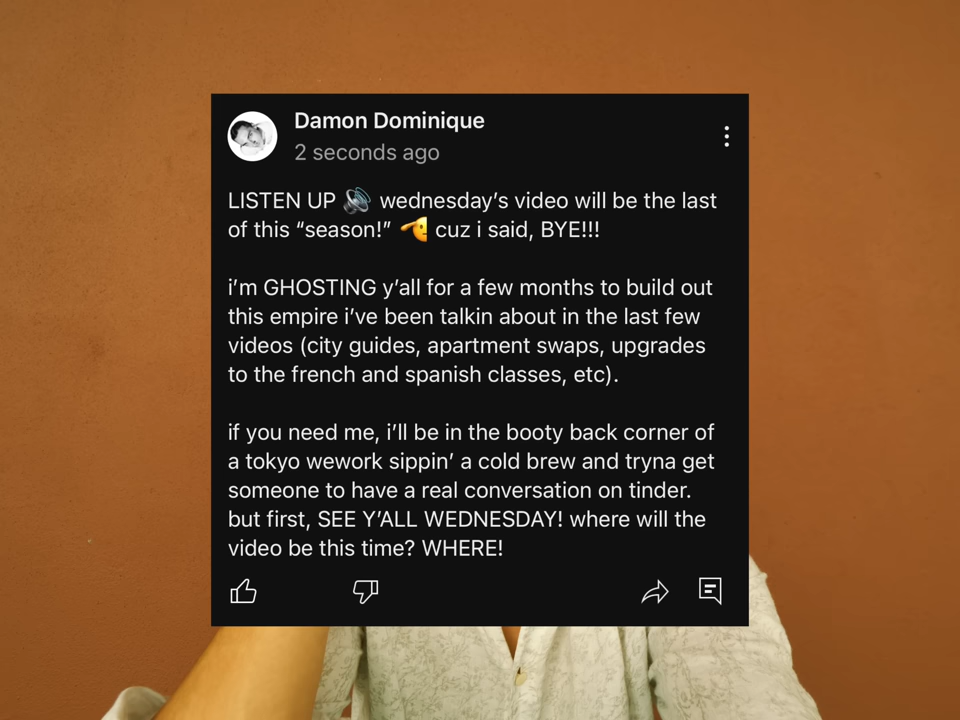 Damon Dominique
2 seconds ago
LISTEN UP 🔊 wednesday's video will be the last
of this “season!” 🫡 cuz i said, BYE!!!
i'm GHOSTING y'all for a few months to build out
this empire i've been talkin about in the last few
videos (city guides, apartment swaps, upgrades
to the french and spanish classes, etc).
if you need me, i'll be in the booty back corner of
a tokyo wework sippin' a cold brew and tryna get
someone to have a real conversation on tinder.
but first, SEE Y'ALL WEDNESDAY! where will the
video be this time? WHERE!